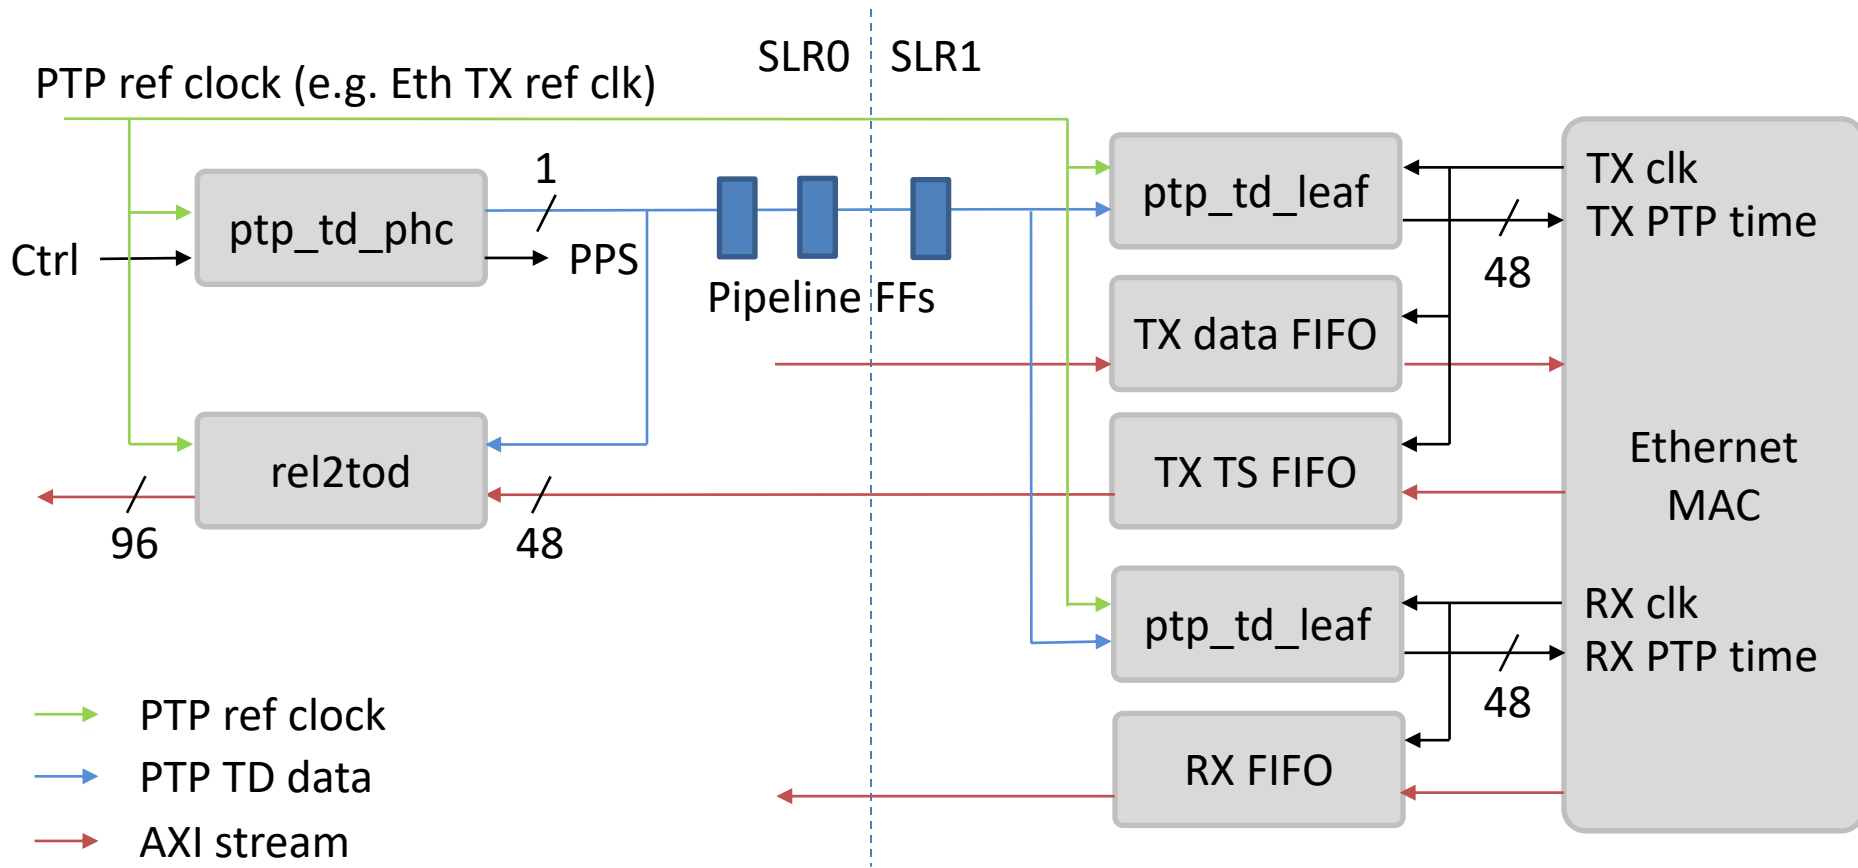 SLR0
SLR1
PTP ref clock (e.g. Eth TX ref clk)
1
ptp_td_phc
Ctrl
PPS
Pipeline FFs
ptp_td_leaf
TX clk
TX PTP time
48
TX data FIFO
rel2tod
96
48
TX TS FIFO
Ethernet
MAC
ptp_td_leaf
RX clk
RX PTP time
48
RX FIFO
PTP ref clock
PTP TD data
AXI stream